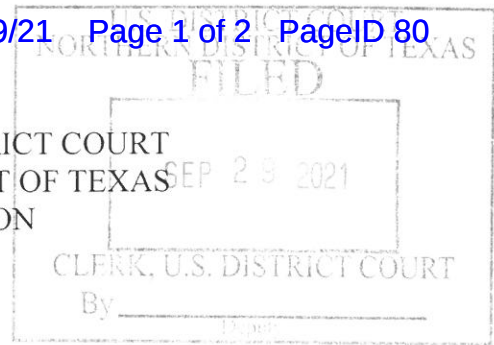 9/21 Page 1 of 2 PageID 80
U.S. DISTRICT COURT
NORTHERN DISTRICT OF TEXAS
FILED
SEP 29 2021
CLERK, U.S. DISTRICT COURT
By
Deputy
ICT COURT
T OF TEXAS
ON